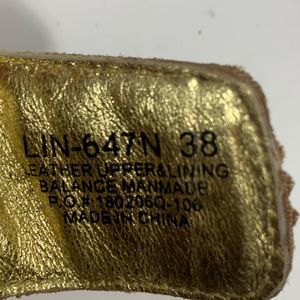 LIN-647N 38
LEATHER UPPER&LINING
BALANCE MANMADE
P.O.# 180206Q-106
MADE IN CHINA